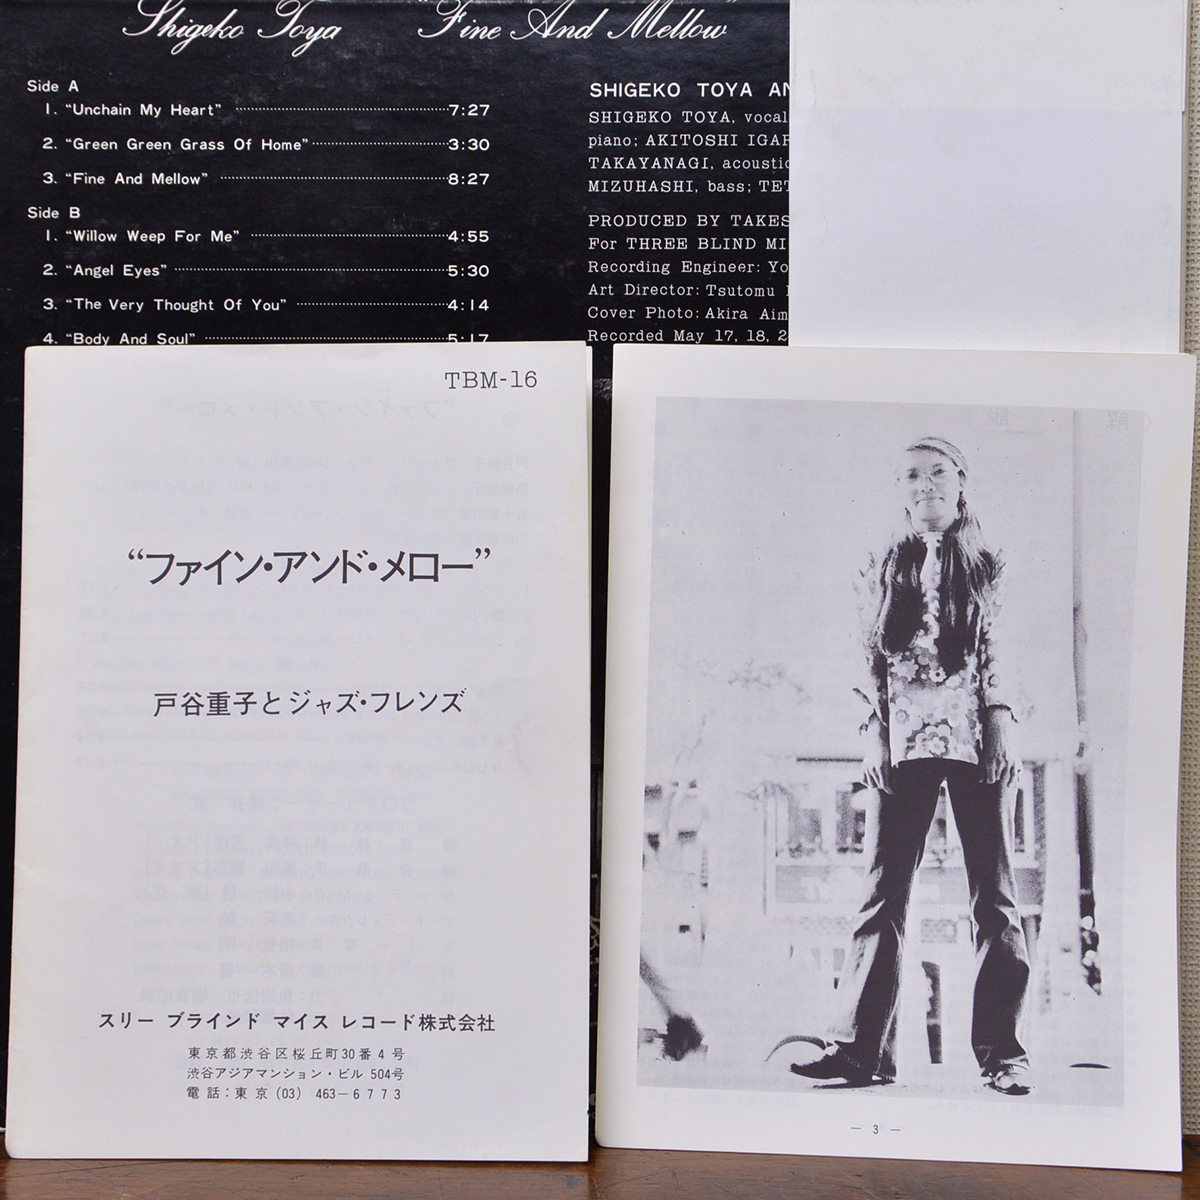 Shigeko Toya "Fine And Mellow"
Side A
1. "Unchain My Heart" 7:27
2. "Green Green Grass Of Home" 3:30
3. "Fine And Mellow" 8:27
Side B
1. "Willow Weep For Me" 4:55
2. "Angel Eyes" 5:30
3. "The Very Thought Of You" 4:14
4. "Body And Soul" 5:17
SHIGEKO TOYA
SHIGEKO TOYA, vocal
piano; AKITOSHI
TAKAYANAGI, acoustic
MIZUHASHI, bass;
PRODUCED BY
For THREE BLIND
Recording Engineer:
Art Director: Tsutomu
Cover Photo: Akira
Recorded May 17, 18,
TBM-16
“ファイン・アンド・メロー”
戸谷重子とジャズ・フレンズ
スリー ブラインド マイス レコード株式会社
東京都渋谷区桜丘町30番4号
渋谷アジアマンション・ビル 504号
電話：東京 (03) 463-6773
— 3 —